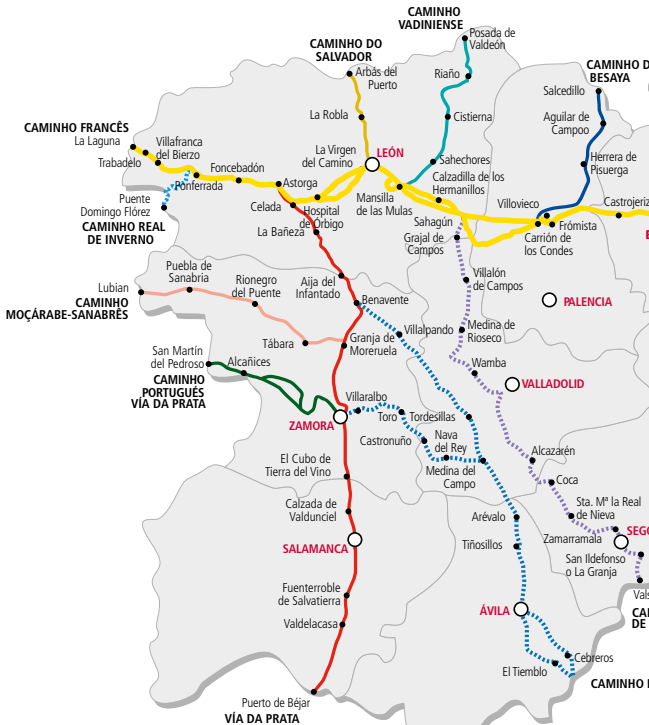 CAMINHO
VADINIENSE
Posada de
Valdeón
CAMINHO DO
SALVADOR
Arbás del
Puerto
Riaño
CAMINHO D
BESAYA
Salcedillo
La Robla
Cistierna
Aguilar de
Campoo
CAMINHO FRANCÊS
La Laguna
Villafranca
del Bierzo
Trabadelo
Foncebadón
Ponferrada
Astorga
La Virgen
del Camino
LEÓN
Sahechores
Calzadilla de los
Hermanillos
Herrera de
Pisuerga
Puente
Domingo Flórez
CAMINHO REAL
DE INVERNO
Celada
Hospital
de Órbigo
La Bañeza
Mansilla
de las Mulas
Sahagún
Grajal de
Campos
Villovieco
Carrión de
los Condes
Frómista
Castrojeriz
Lubian
CAMINHO
MOÇÁRABE-SANABRÊS
Puebla de
Sanabria
Rionegro
del Puente
Aija del
Infantado
Benavente
Villalón
de Campos
PALENCIA
Tábara
Granja de
Moreruela
Villalpando
Medina de
Rioseco
San Martín
del Pedroso
Alcañices
CAMINHO
PORTUGUÊS
VÍA DA PRATA
Wamba
VALLADOLID
ZAMORA
Villaralbo
Toro
Tordesillas
Castronuño
Nava
del Rey
Medina del
Campo
Alcazarén
Coca
El Cubo de
Tierra del Vino
Calzada de
Valdunciel
Arévalo
Sta. Mª la Real
de Nieva
SALAMANCA
Tiñosillos
Zamarramala
SEGO
San Ildefonso
o La Granja
Vals
CA
DE
Fuenterroble
de Salvatierra
Valdelacasa
ÁVILA
Cebreros
El Tiemblo
CAMINHO
Puerto de Béjar
VÍA DA PRATA